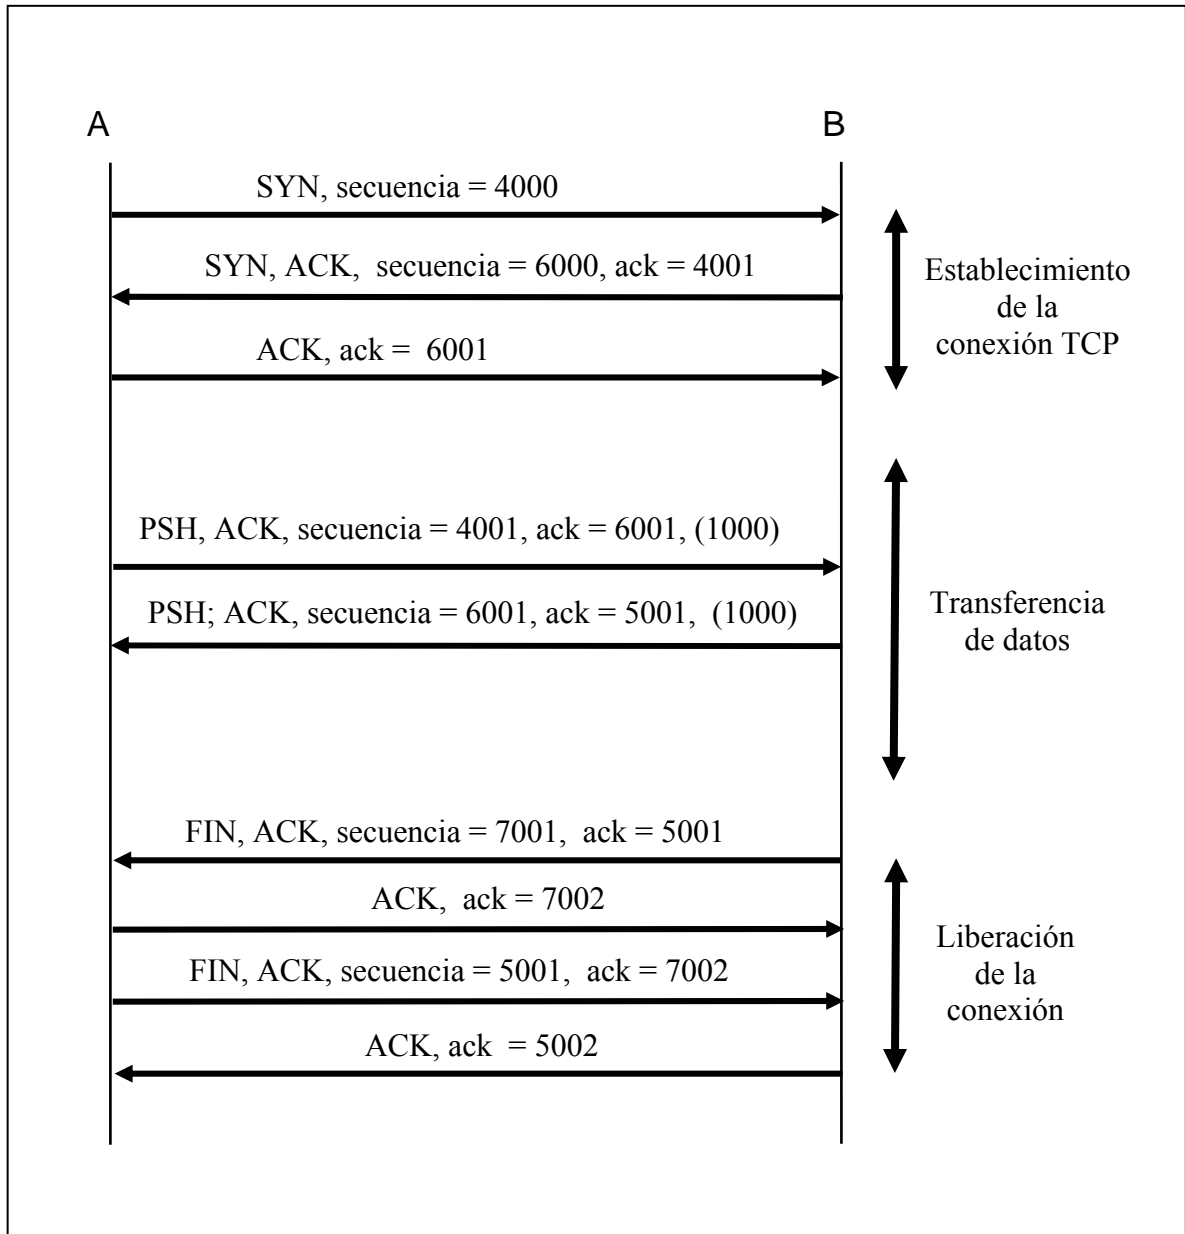 A
B
SYN, secuencia = 4000
SYN, ACK, secuencia = 6000, ack = 4001
ACK, ack = 6001
Establecimiento
de la
conexión TCP
PSH, ACK, secuencia = 4001, ack = 6001, (1000)
PSH; ACK, secuencia = 6001, ack = 5001, (1000)
Transferencia
de datos
FIN, ACK, secuencia = 7001, ack = 5001
ACK, ack = 7002
FIN, ACK, secuencia = 5001, ack = 7002
ACK, ack = 5002
Liberación
de la
conexión